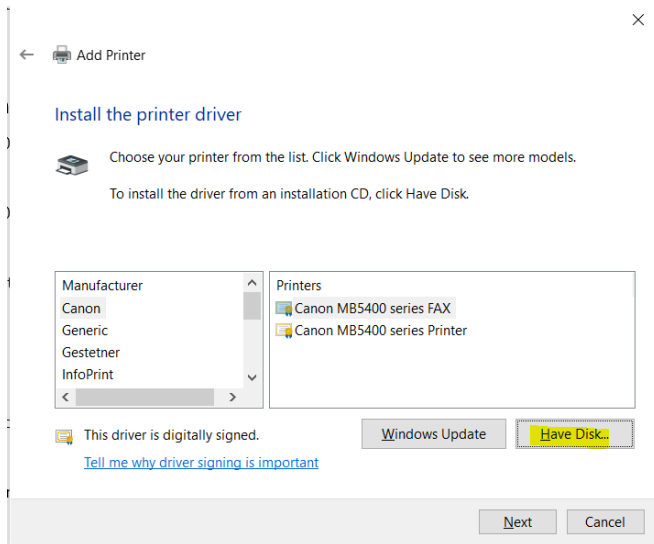 Add Printer
Install the printer driver
Choose your printer from the list. Click Windows Update to see more models.
To install the driver from an installation CD, click Have Disk.
Manufacturer
Canon
Generic
Gestetner
InfoPrint
Printers
Canon MB5400 series FAX
Canon MB5400 series Printer
This driver is digitally signed.
Tell me why driver signing is important
Windows Update
Have Disk...
Next
Cancel